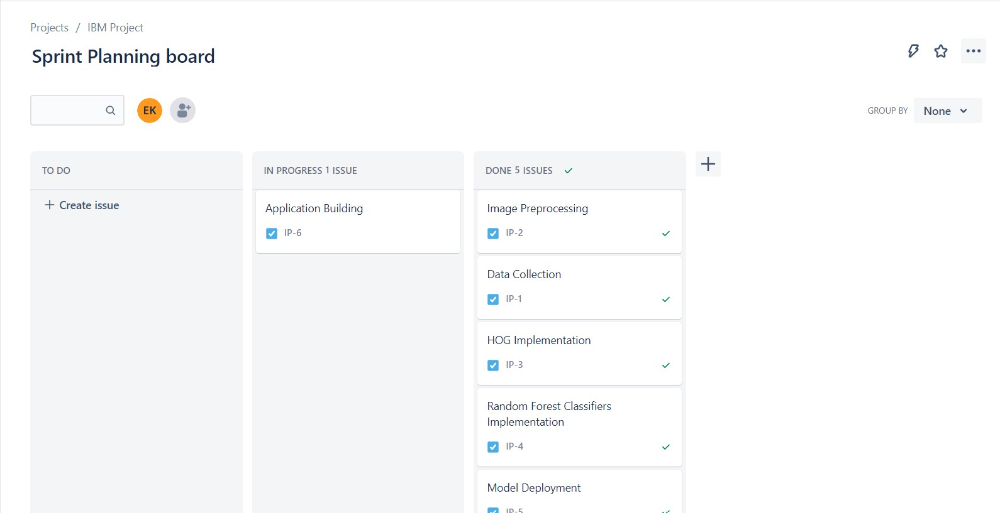 Projects / IBM Project
Sprint Planning board
EK
GROUP BY None
TO DO
+ Create issue
IN PROGRESS 1 ISSUE
Application Building
IP-6
DONE 5 ISSUES
Image Preprocessing
IP-2
Data Collection
IP-1
HOG Implementation
IP-3
Random Forest Classifiers
Implementation
IP-4
Model Deployment
IP-5